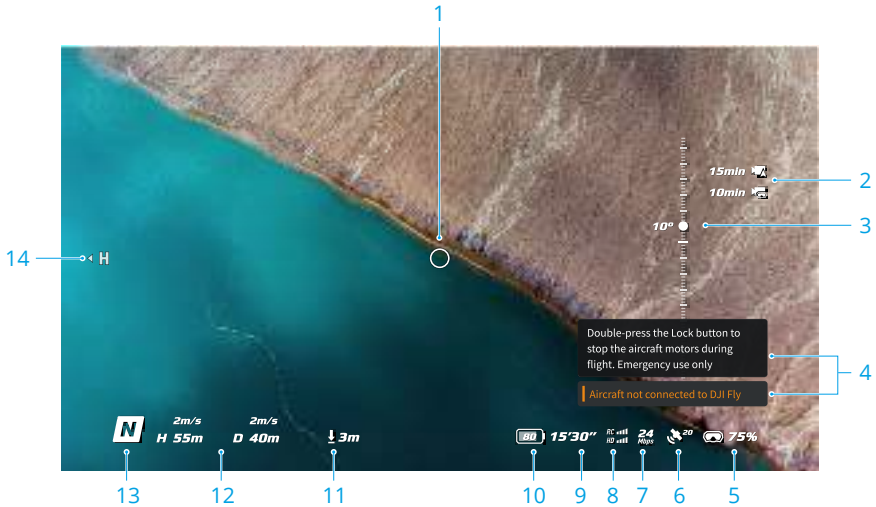 1
15min
10min
2
10°
3
14
H
Double-press the Lock button to
stop the aircraft motors during
flight. Emergency use only
4
Aircraft not connected to DJI Fly
N
2m/s
H 55m
2m/s
D 40m
3m
80
15'30"
RC
HD
24
Mbps
20
75%
13
12
11
10
9
8
7
6
5